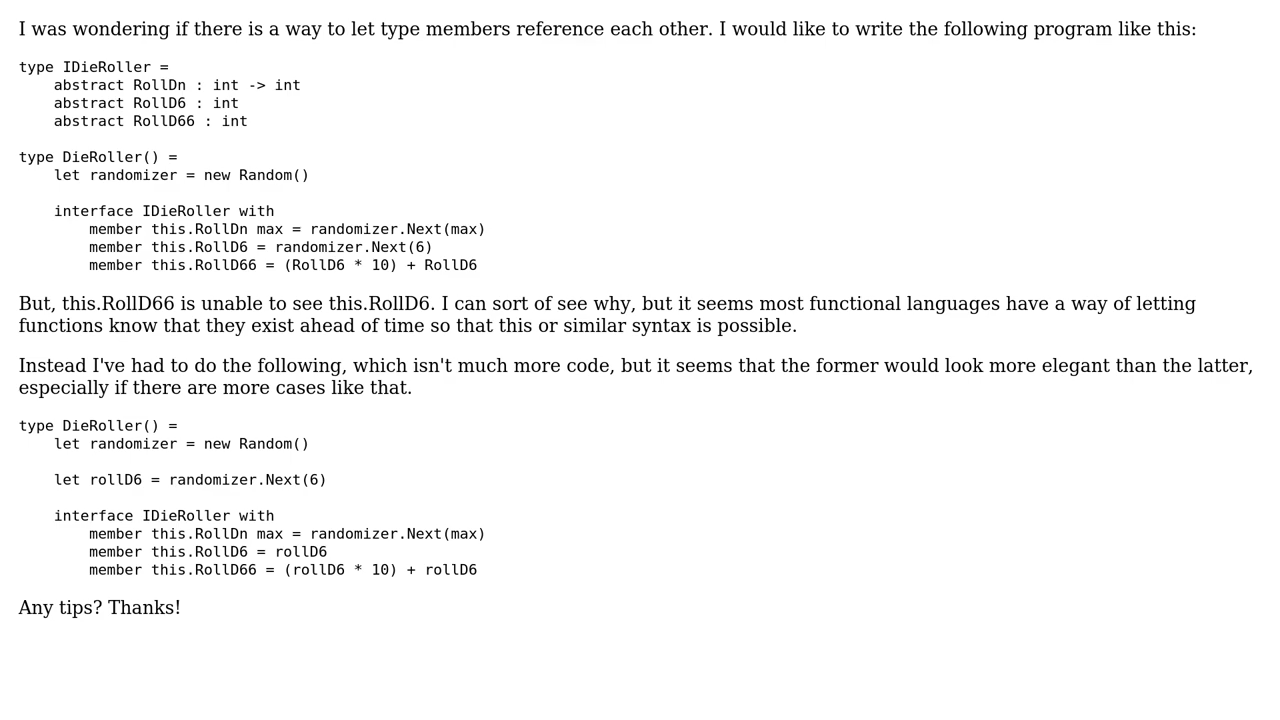 I was wondering if there is a way to let type members reference each other. I would like to write the following program like this:
type IDieRoller =
    abstract RollDn : int -> int
    abstract RollD6 : int
    abstract RollD66 : int
type DieRoller() =
    let randomizer = new Random()
    interface IDieRoller with
        member this.RollDn max = randomizer.Next(max)
        member this.RollD6 = randomizer.Next(6)
        member this.RollD66 = (RollD6 * 10) + RollD6
But, this.RollD66 is unable to see this.RollD6. I can sort of see why, but it seems most functional languages have a way of letting
functions know that they exist ahead of time so that this or similar syntax is possible.
Instead I've had to do the following, which isn't much more code, but it seems that the former would look more elegant than the latter,
especially if there are more cases like that.
type DieRoller() =
    let randomizer = new Random()
    let rollD6 = randomizer.Next(6)
    interface IDieRoller with
        member this.RollDn max = randomizer.Next(max)
        member this.RollD6 = rollD6
        member this.RollD66 = (rollD6 * 10) + rollD6
Any tips? Thanks!